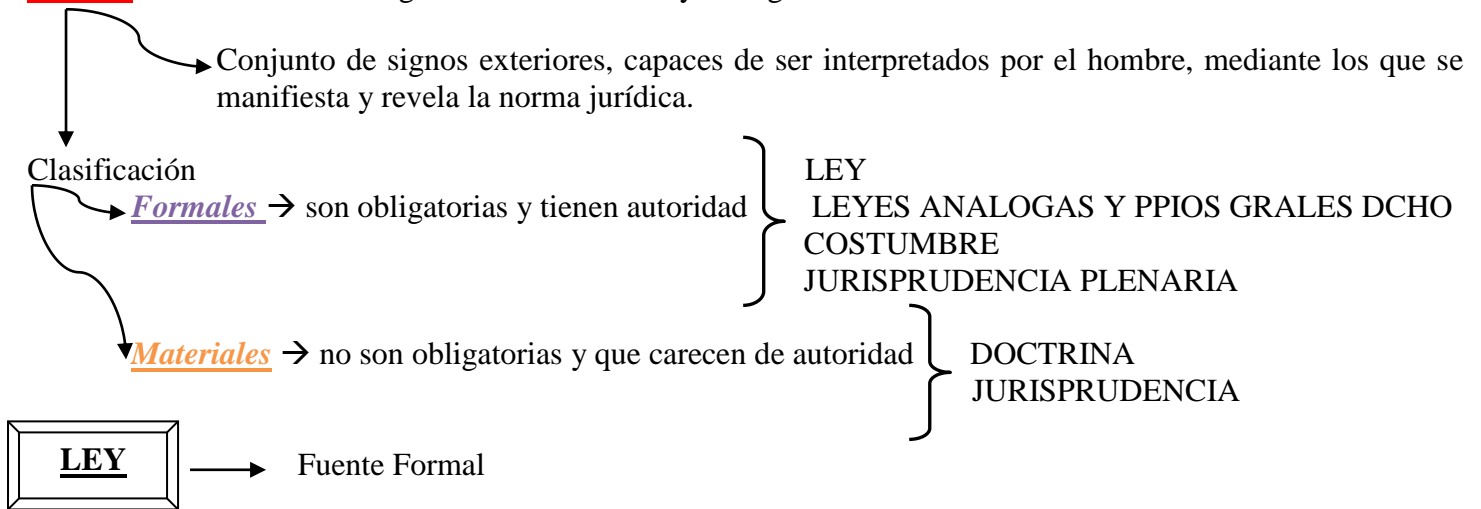 Conjunto de signos exteriores, capaces de ser interpretados por el hombre, mediante los que se
manifiesta y revela la norma jurídica.
Clasificación
Formales → son obligatorias y tienen autoridad
LEY
LEYES ANALOGAS Y PPIOS GRALES DCHO
COSTUMBRE
JURISPRUDENCIA PLENARIA
Materiales → no son obligatorias y que carecen de autoridad
DOCTRINA
JURISPRUDENCIA
LEY → Fuente Formal